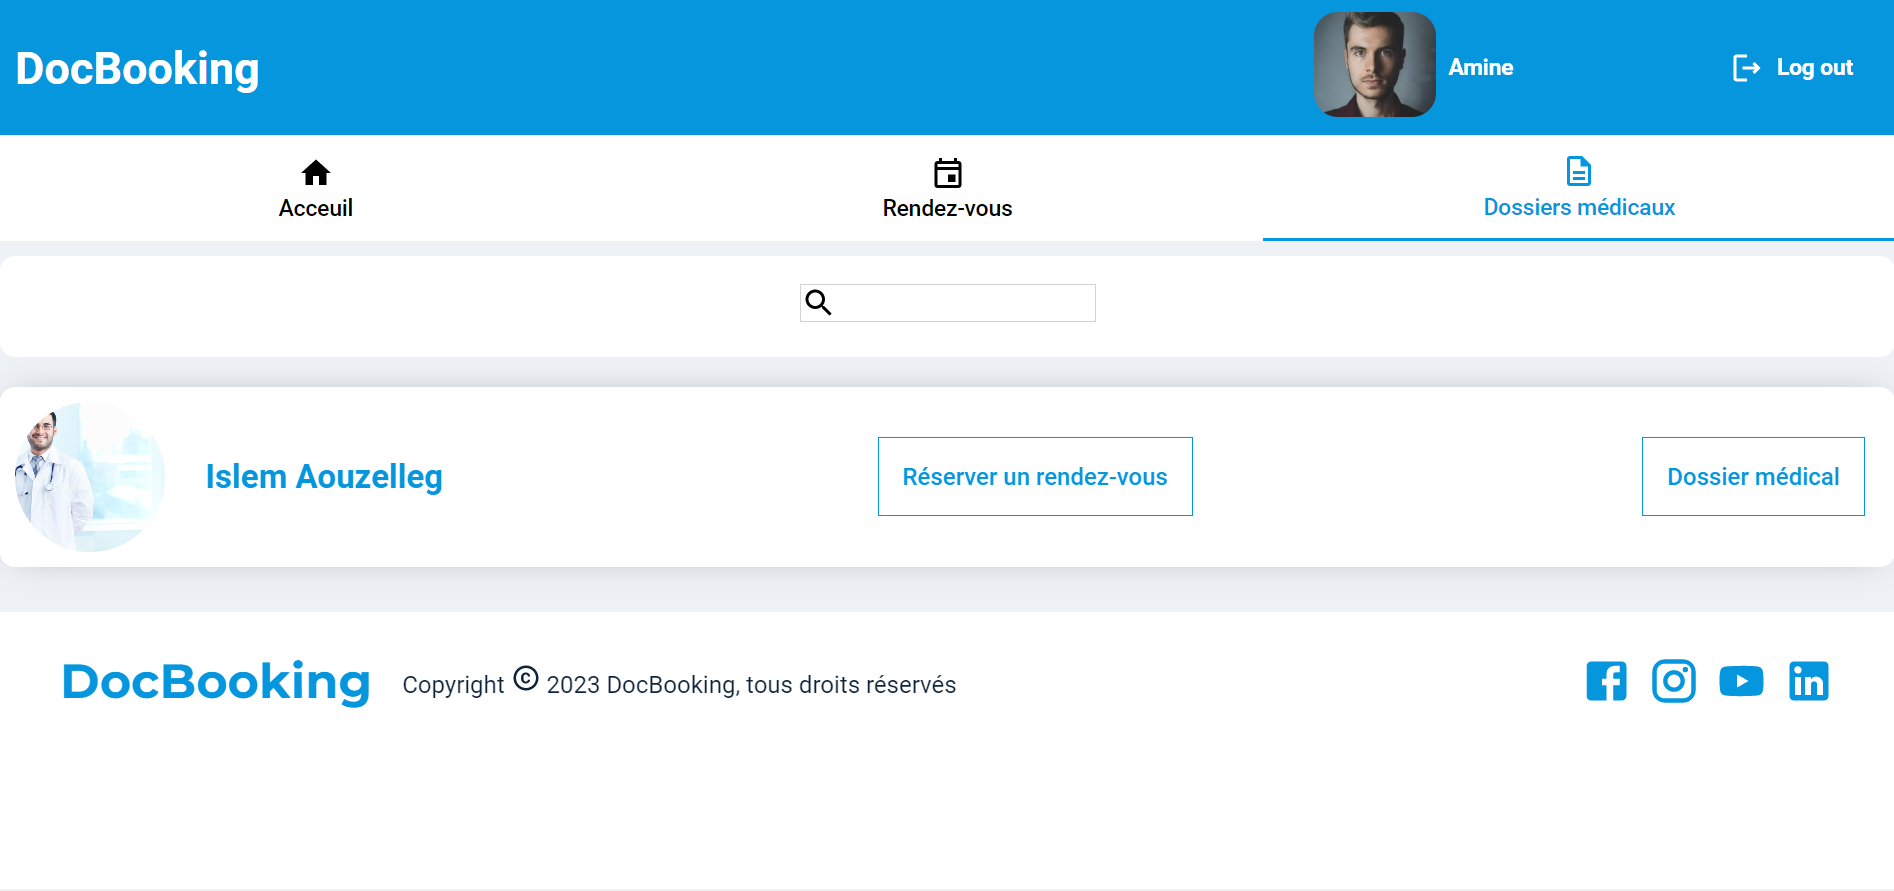 DocBooking
Amine
Log out
Acceuil
Rendez-vous
Dossiers médicaux
Islem Aouzelleg
Réserver un rendez-vous
Dossier médical
DocBooking
Copyright © 2023 DocBooking, tous droits réservés